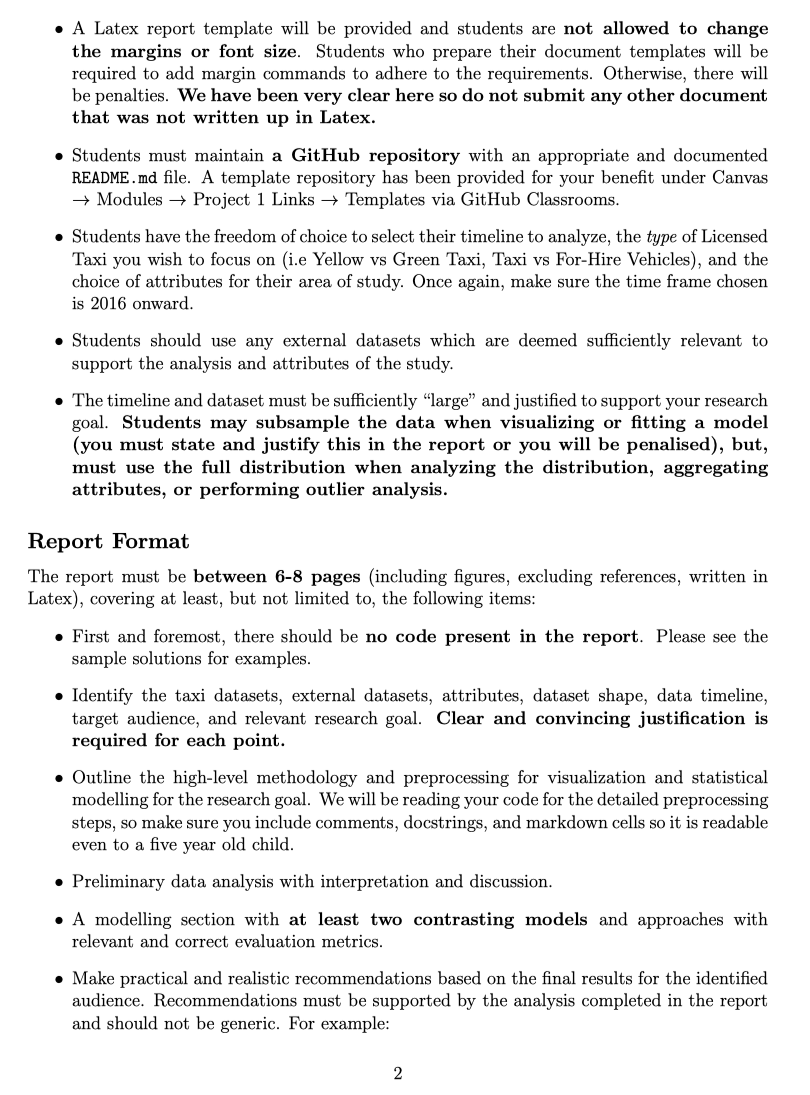 • A Latex report template will be provided and students are not allowed to change
the margins or font size. Students who prepare their document templates will be
required to add margin commands to adhere to the requirements. Otherwise, there will
be penalties. We have been very clear here so do not submit any other document
that was not written up in Latex.
• Students must maintain a GitHub repository with an appropriate and documented
README.md file. A template repository has been provided for your benefit under Canvas
→ Modules → Project 1 Links → Templates via GitHub Classrooms.
• Students have the freedom of choice to select their timeline to analyze, the type of Licensed
Taxi you wish to focus on (i.e Yellow vs Green Taxi, Taxi vs For-Hire Vehicles), and the
choice of attributes for their area of study. Once again, make sure the time frame chosen
is 2016 onward.
• Students should use any external datasets which are deemed sufficiently relevant to
support the analysis and attributes of the study.
• The timeline and dataset must be sufficiently “large” and justified to support your research
goal. Students may subsample the data when visualizing or fitting a model
(you must state and justify this in the report or you will be penalised), but,
must use the full distribution when analyzing the distribution, aggregating
attributes, or performing outlier analysis.
Report Format
The report must be between 6-8 pages (including figures, excluding references, written in
Latex), covering at least, but not limited to, the following items:
• First and foremost, there should be no code present in the report. Please see the
sample solutions for examples.
• Identify the taxi datasets, external datasets, attributes, dataset shape, data timeline,
target audience, and relevant research goal. Clear and convincing justification is
required for each point.
• Outline the high-level methodology and preprocessing for visualization and statistical
modelling for the research goal. We will be reading your code for the detailed preprocessing
steps, so make sure you include comments, docstrings, and markdown cells so it is readable
even to a five year old child.
• Preliminary data analysis with interpretation and discussion.
• A modelling section with at least two contrasting models and approaches with
relevant and correct evaluation metrics.
• Make practical and realistic recommendations based on the final results for the identified
audience. Recommendations must be supported by the analysis completed in the report
and should not be generic. For example:
2